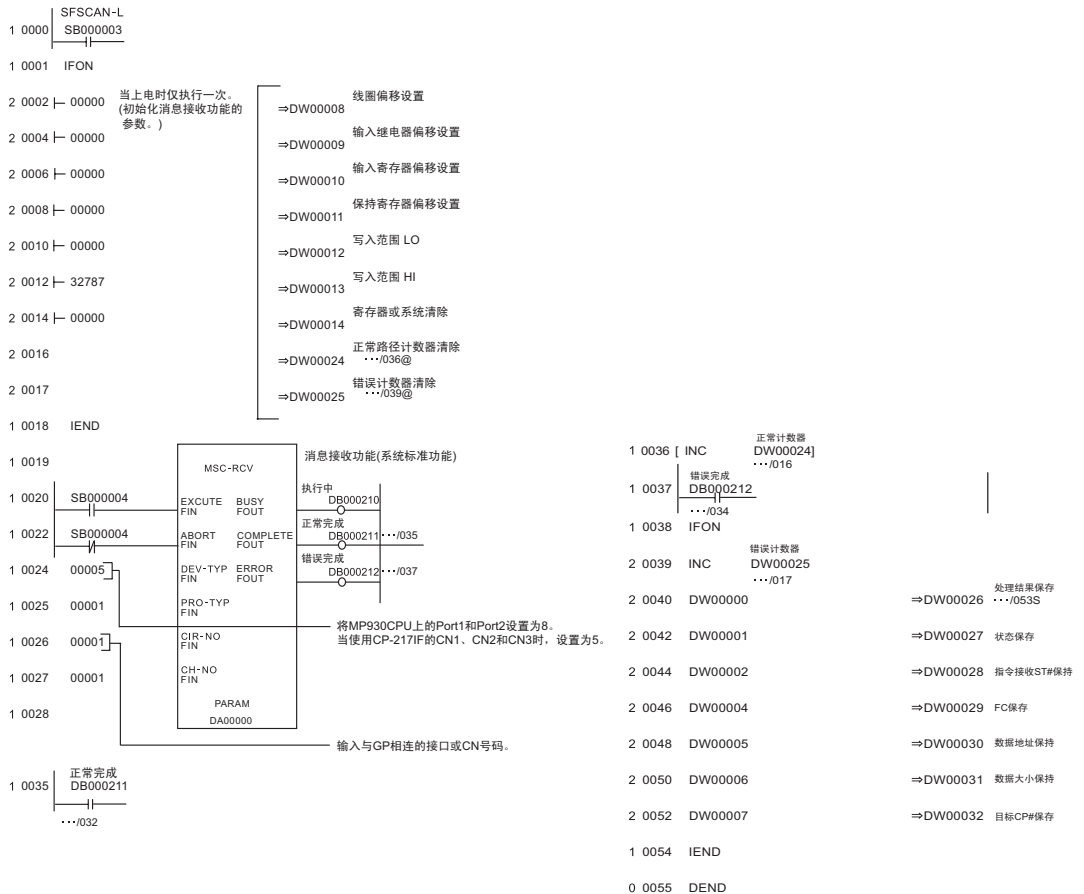 SFSCAN-L
1 0000 SB000003
1 0001 IFON
2 0002 00000 当上电时仅执行一次。
(初始化消息接收功能的
参数。)
⇒DW00008 线圈偏移设置
2 0004 00000 ⇒DW00009 输入继电器偏移设置
2 0006 00000 ⇒DW00010 输入寄存器偏移设置
2 0008 00000 ⇒DW00011 保持寄存器偏移设置
2 0010 00000 ⇒DW00012 写入范围 LO
2 0012 32787 ⇒DW00013 写入范围 HI
2 0014 00000 ⇒DW00014 寄存器或系统清除
2 0016 ⇒DW00024 正常路径计数器清除
···/036@
2 0017 ⇒DW00025 错误计数器清除
···/039@
1 0018 IEND
1 0019 MSC-RCV 消息接收功能(系统标准功能)
1 0020 SB000004 EXCUTE BUSY 执行中 DB000210
FIN FOUT
1 0022 SB000004 ABORT COMPLETE 正常完成 DB000211 ···/035
FIN FOUT
1 0024 00005 DEV-TYP ERROR 错误完成 DB000212 ···/037
FIN FOUT
1 0025 00001 PRO-TYP
FIN
将MP930CPU上的Port1和Port2设置为8。
当使用CP-217IF的CN1、CN2和CN3时，设置为5。
1 0026 00001 CIR-NO
FIN
1 0027 00001 CH-NO
FIN
1 0028 PARAM
DA00000
输入与GP相连的接口或CN号码。
正常完成
1 0035 DB000211
···/032
正常计数器
1 0036 [ INC DW00024]
···/016
错误完成
1 0037 DB000212
···/034
1 0038 IFON
错误计数器
2 0039 INC DW00025
···/017
2 0040 DW00000 ⇒DW00026 处理结果保存
···/053S
2 0042 DW00001 ⇒DW00027 状态保存
2 0044 DW00002 ⇒DW00028 指令接收ST#保持
2 0046 DW00004 ⇒DW00029 FC保存
2 0048 DW00005 ⇒DW00030 数据地址保持
2 0050 DW00006 ⇒DW00031 数据大小保持
2 0052 DW00007 ⇒DW00032 目标CP#保存
1 0054 IEND
0 0055 DEND